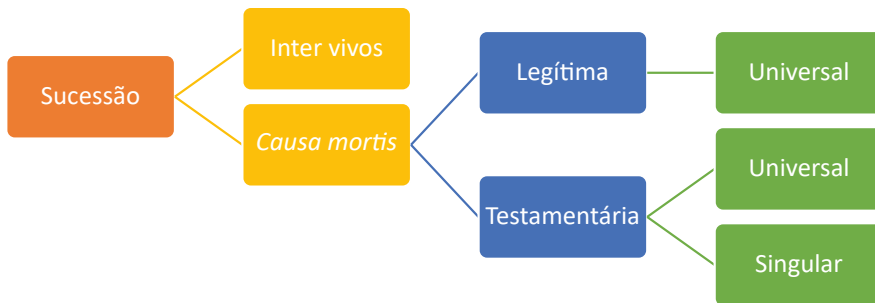 Sucessão
Inter vivos
Causa mortis
Legítima
Testamentária
Universal
Universal
Singular